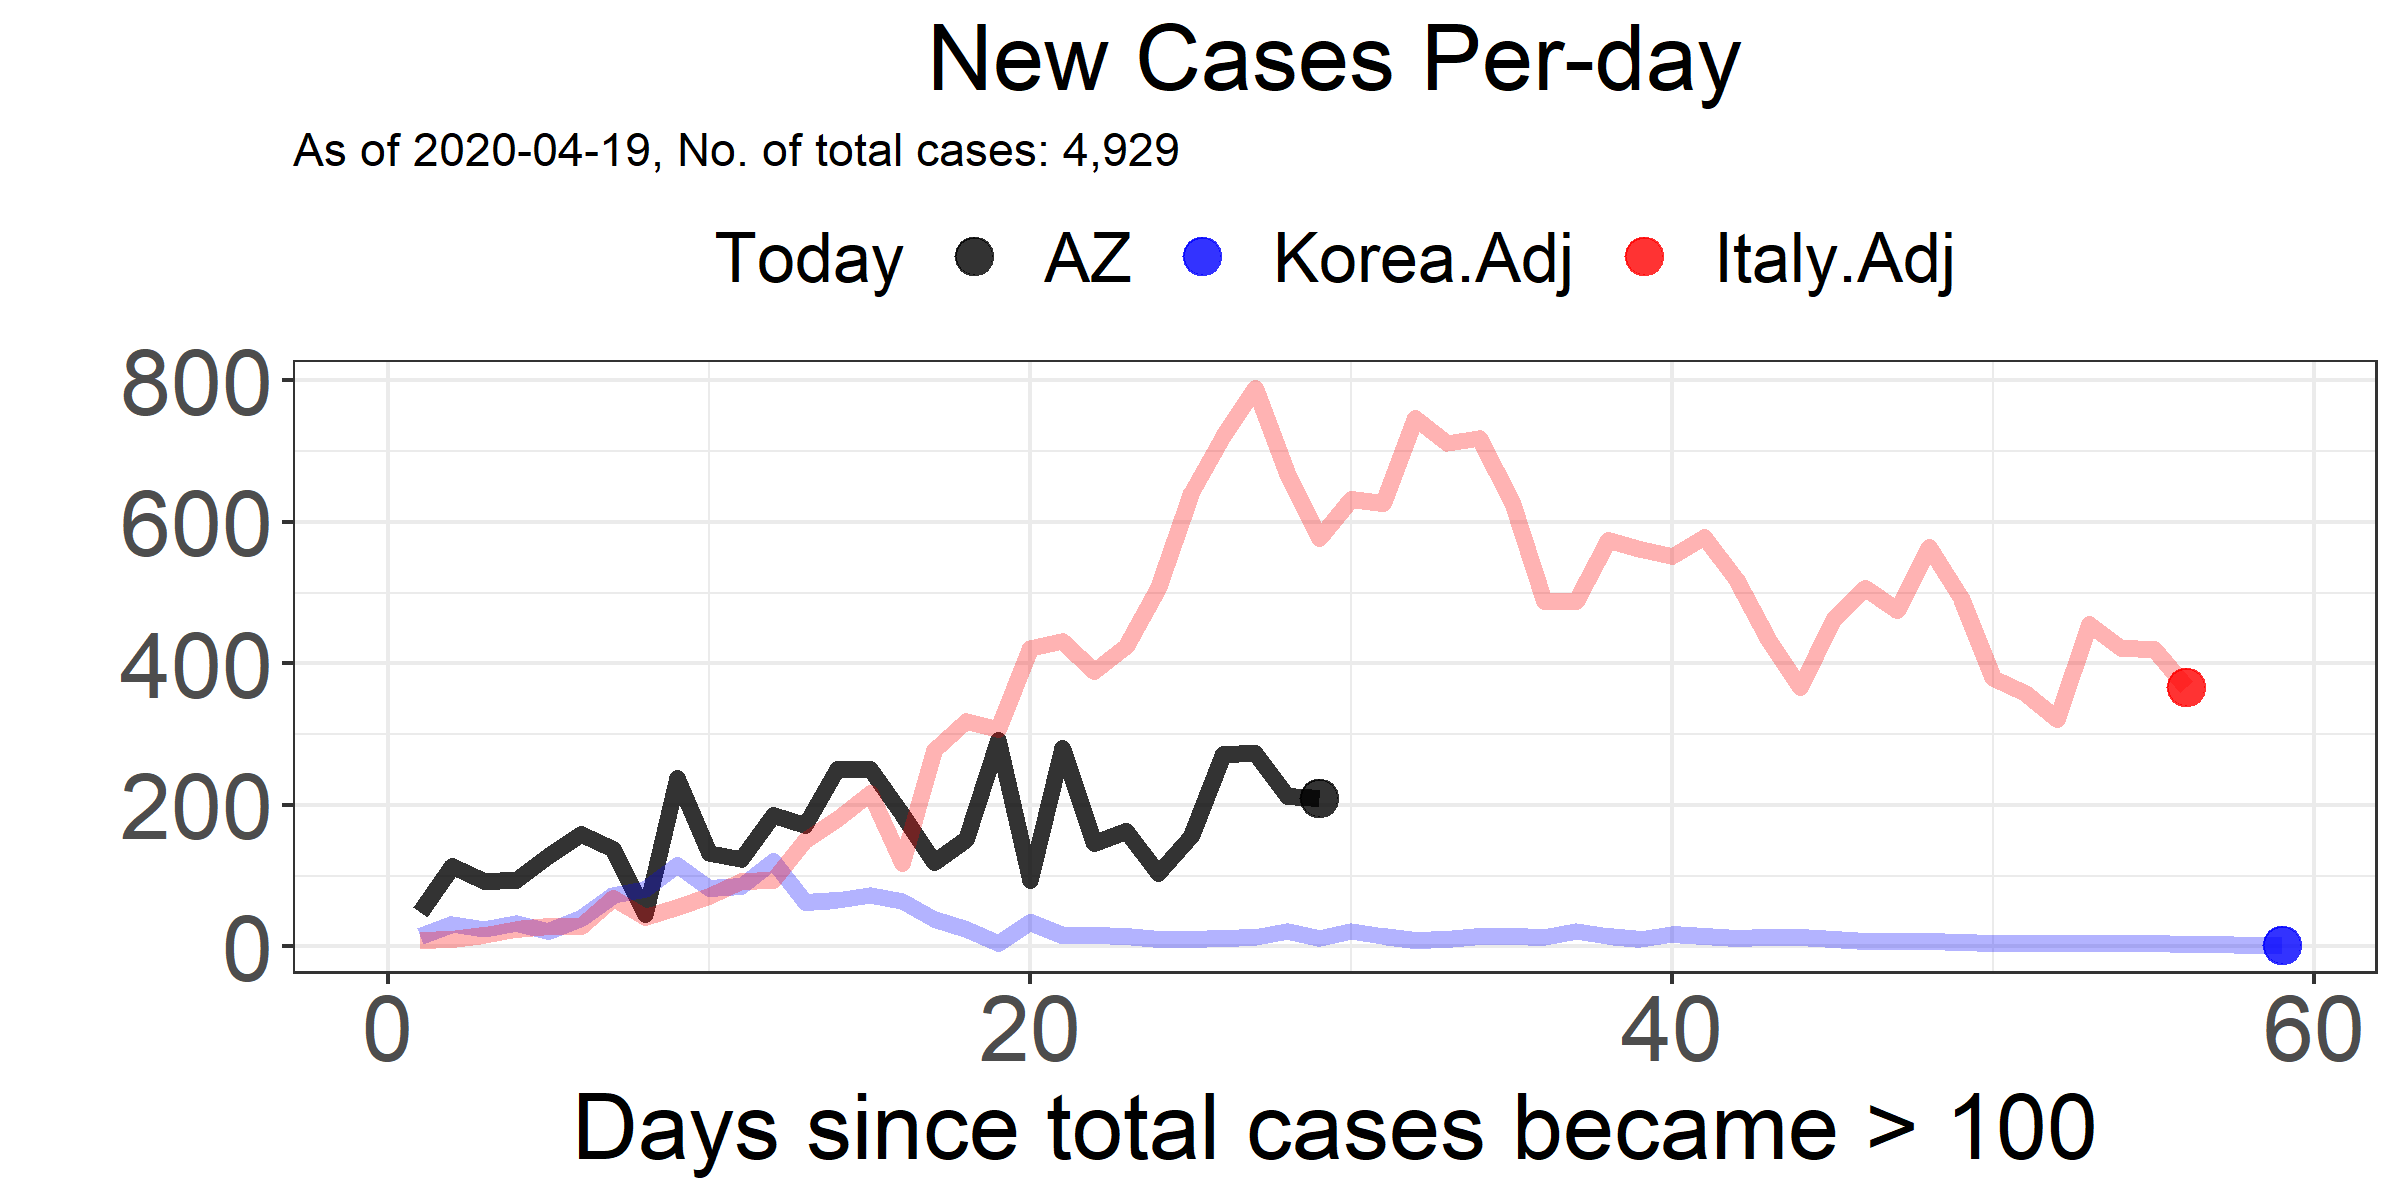 New Cases Per-day
As of 2020-04-19, No. of total cases: 4,929
Today AZ Korea.Adj Italy.Adj
800
600
400
200
0
0 20 40 60
Days since total cases became > 100